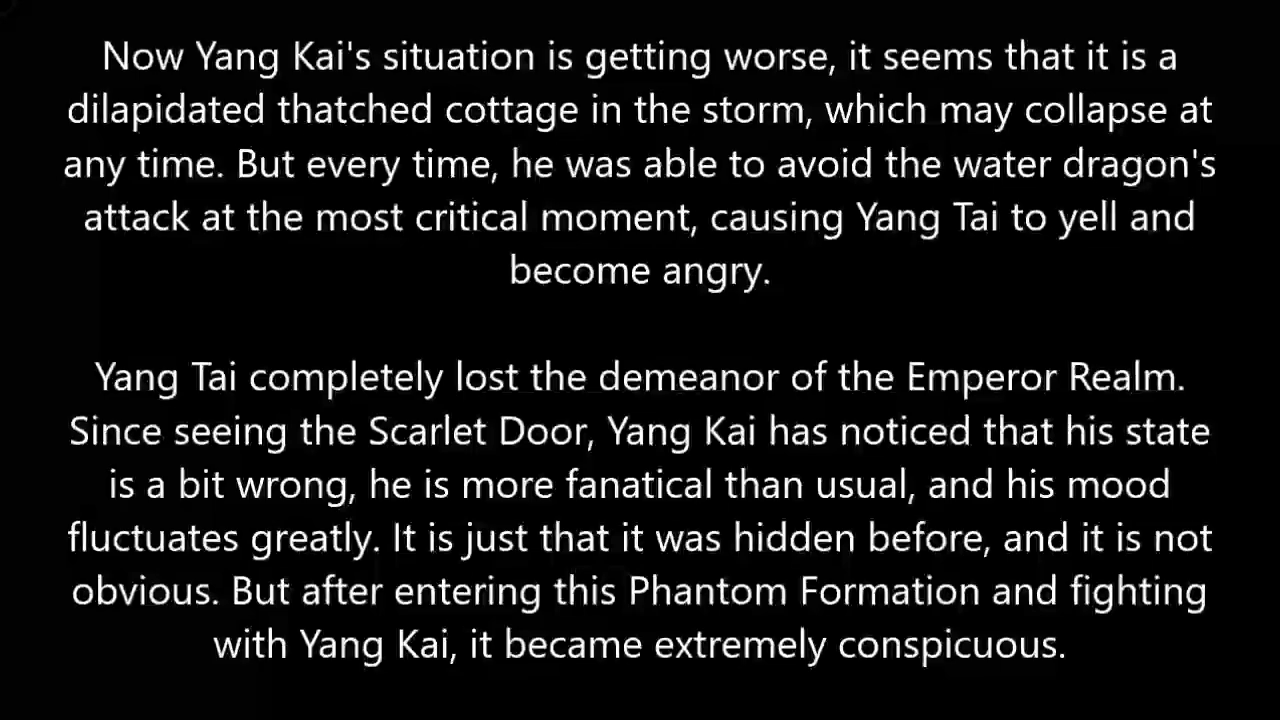 Now Yang Kai's situation is getting worse, it seems that it is a
dilapidated thatched cottage in the storm, which may collapse at
any time. But every time, he was able to avoid the water dragon's
attack at the most critical moment, causing Yang Tai to yell and
become angry.
Yang Tai completely lost the demeanor of the Emperor Realm.
Since seeing the Scarlet Door, Yang Kai has noticed that his state
is a bit wrong, he is more fanatical than usual, and his mood
fluctuates greatly. It is just that it was hidden before, and it is not
obvious. But after entering this Phantom Formation and fighting
with Yang Kai, it became extremely conspicuous.